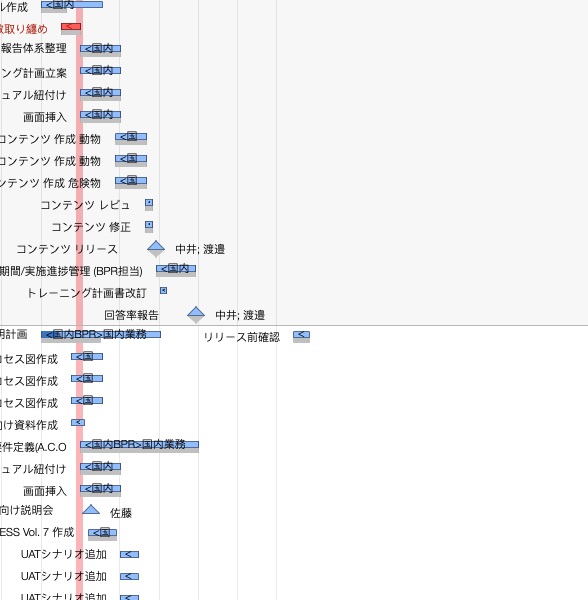 ル作成 <国内
取り纏め <
報告体系整理 <国内
ング計画立案 <国内
ュアル紐付け <国内
画面挿入 <国内
コンテンツ 作成 動物 <国
コンテンツ 作成 動物 <国
ンテンツ 作成 危険物 <国
コンテンツ レビュ
コンテンツ 修正
コンテンツ リリース 中井; 渡邉
期間/実施進捗管理 (BPR担当) <国内
トレーニング計画書改訂
回答率報告 中井; 渡邉
計画 <国内BPR>国内業務 リリース前確認 <
セス図作成 <国
セス図作成 <国
セス図作成 <国
け資料作成 <
件定義(A.C.O <国内BPR>国内業務
ュアル紐付け <国内
画面挿入 <国内
向け説明会 佐藤
ESS Vol. 7 作成 <国
UATシナリオ追加 <
UATシナリオ追加 <
UATシナリオ追加 <